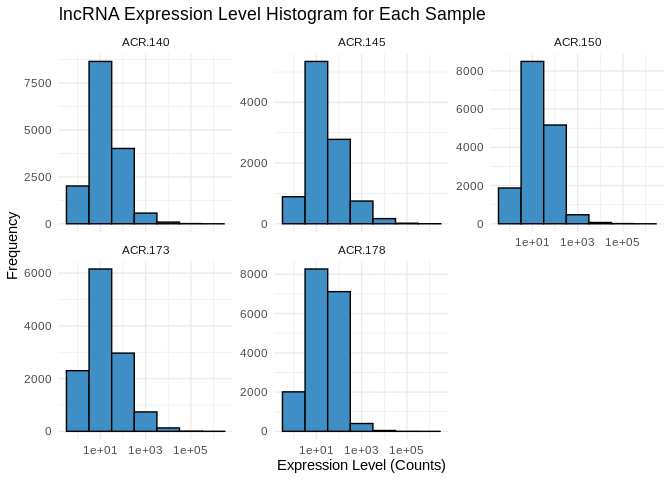 lncRNA Expression Level Histogram for Each Sample
ACR.140
ACR.145
ACR.150
7500
5000
2500
0
4000
2000
0
8000
6000
4000
2000
0
1e+01 1e+03 1e+05
Frequency
ACR.173
ACR.178
6000
4000
2000
0
8000
6000
4000
2000
0
1e+01 1e+03 1e+05
1e+01 1e+03 1e+05
Expression Level (Counts)